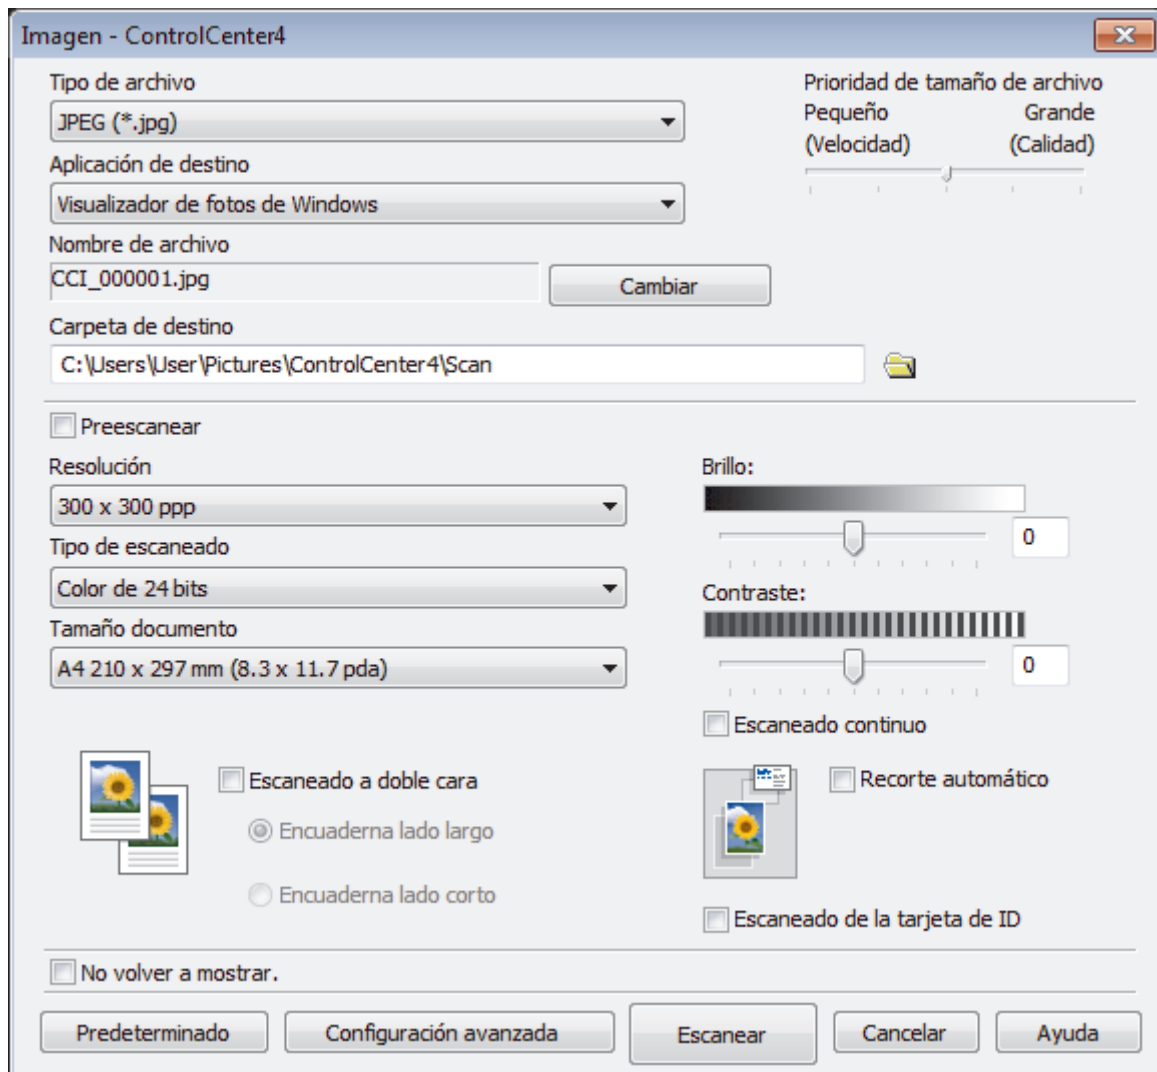 Imagen - ControlCenter4
Tipo de archivo
JPEG (*.jpg)
Aplicación de destino
Visualizador de fotos de Windows
Nombre de archivo
CCI_000001.jpg
Cambiar
Carpeta de destino
C:\Users\User\Pictures\ControlCenter4\Scan
Prioridad de tamaño de archivo
Pequeño Grande
(Velocidad) (Calidad)
Preescanear
Resolución
300 x 300 ppp
Tipo de escaneado
Color de 24 bits
Tamaño documento
A4 210 x 297 mm (8.3 x 11.7 pda)
Brillo:
0
Contraste:
0
Escaneado continuo
Escaneado a doble cara
Encuaderna lado largo
Encuaderna lado corto
Recorte automático
Escaneado de la tarjeta de ID
No volver a mostrar.
Predeterminado Configuración avanzada Escanear Cancelar Ayuda